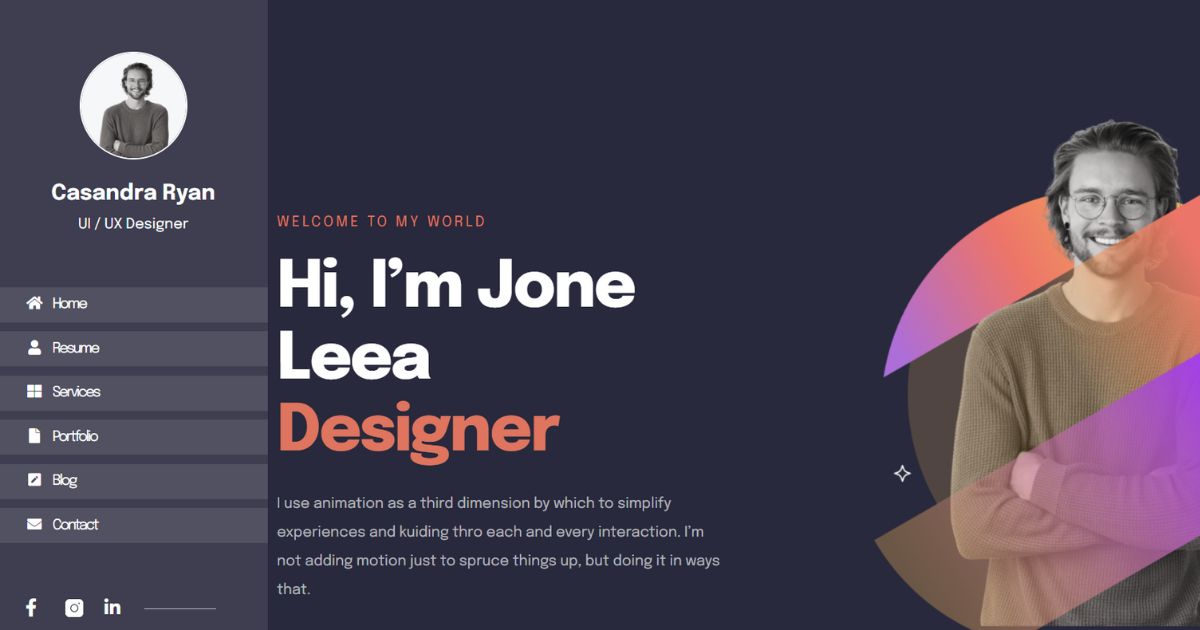 Casandra Ryan
UI / UX Designer
Home
Resume
Services
Portfolio
Blog
Contact
WELCOME TO MY WORLD
Hi, I’m Jone
Leea
Designer
I use animation as a third dimension by which to simplify
experiences and kuiding thro each and every interaction. I’m
not adding motion just to spruce things up, but doing it in ways
that.